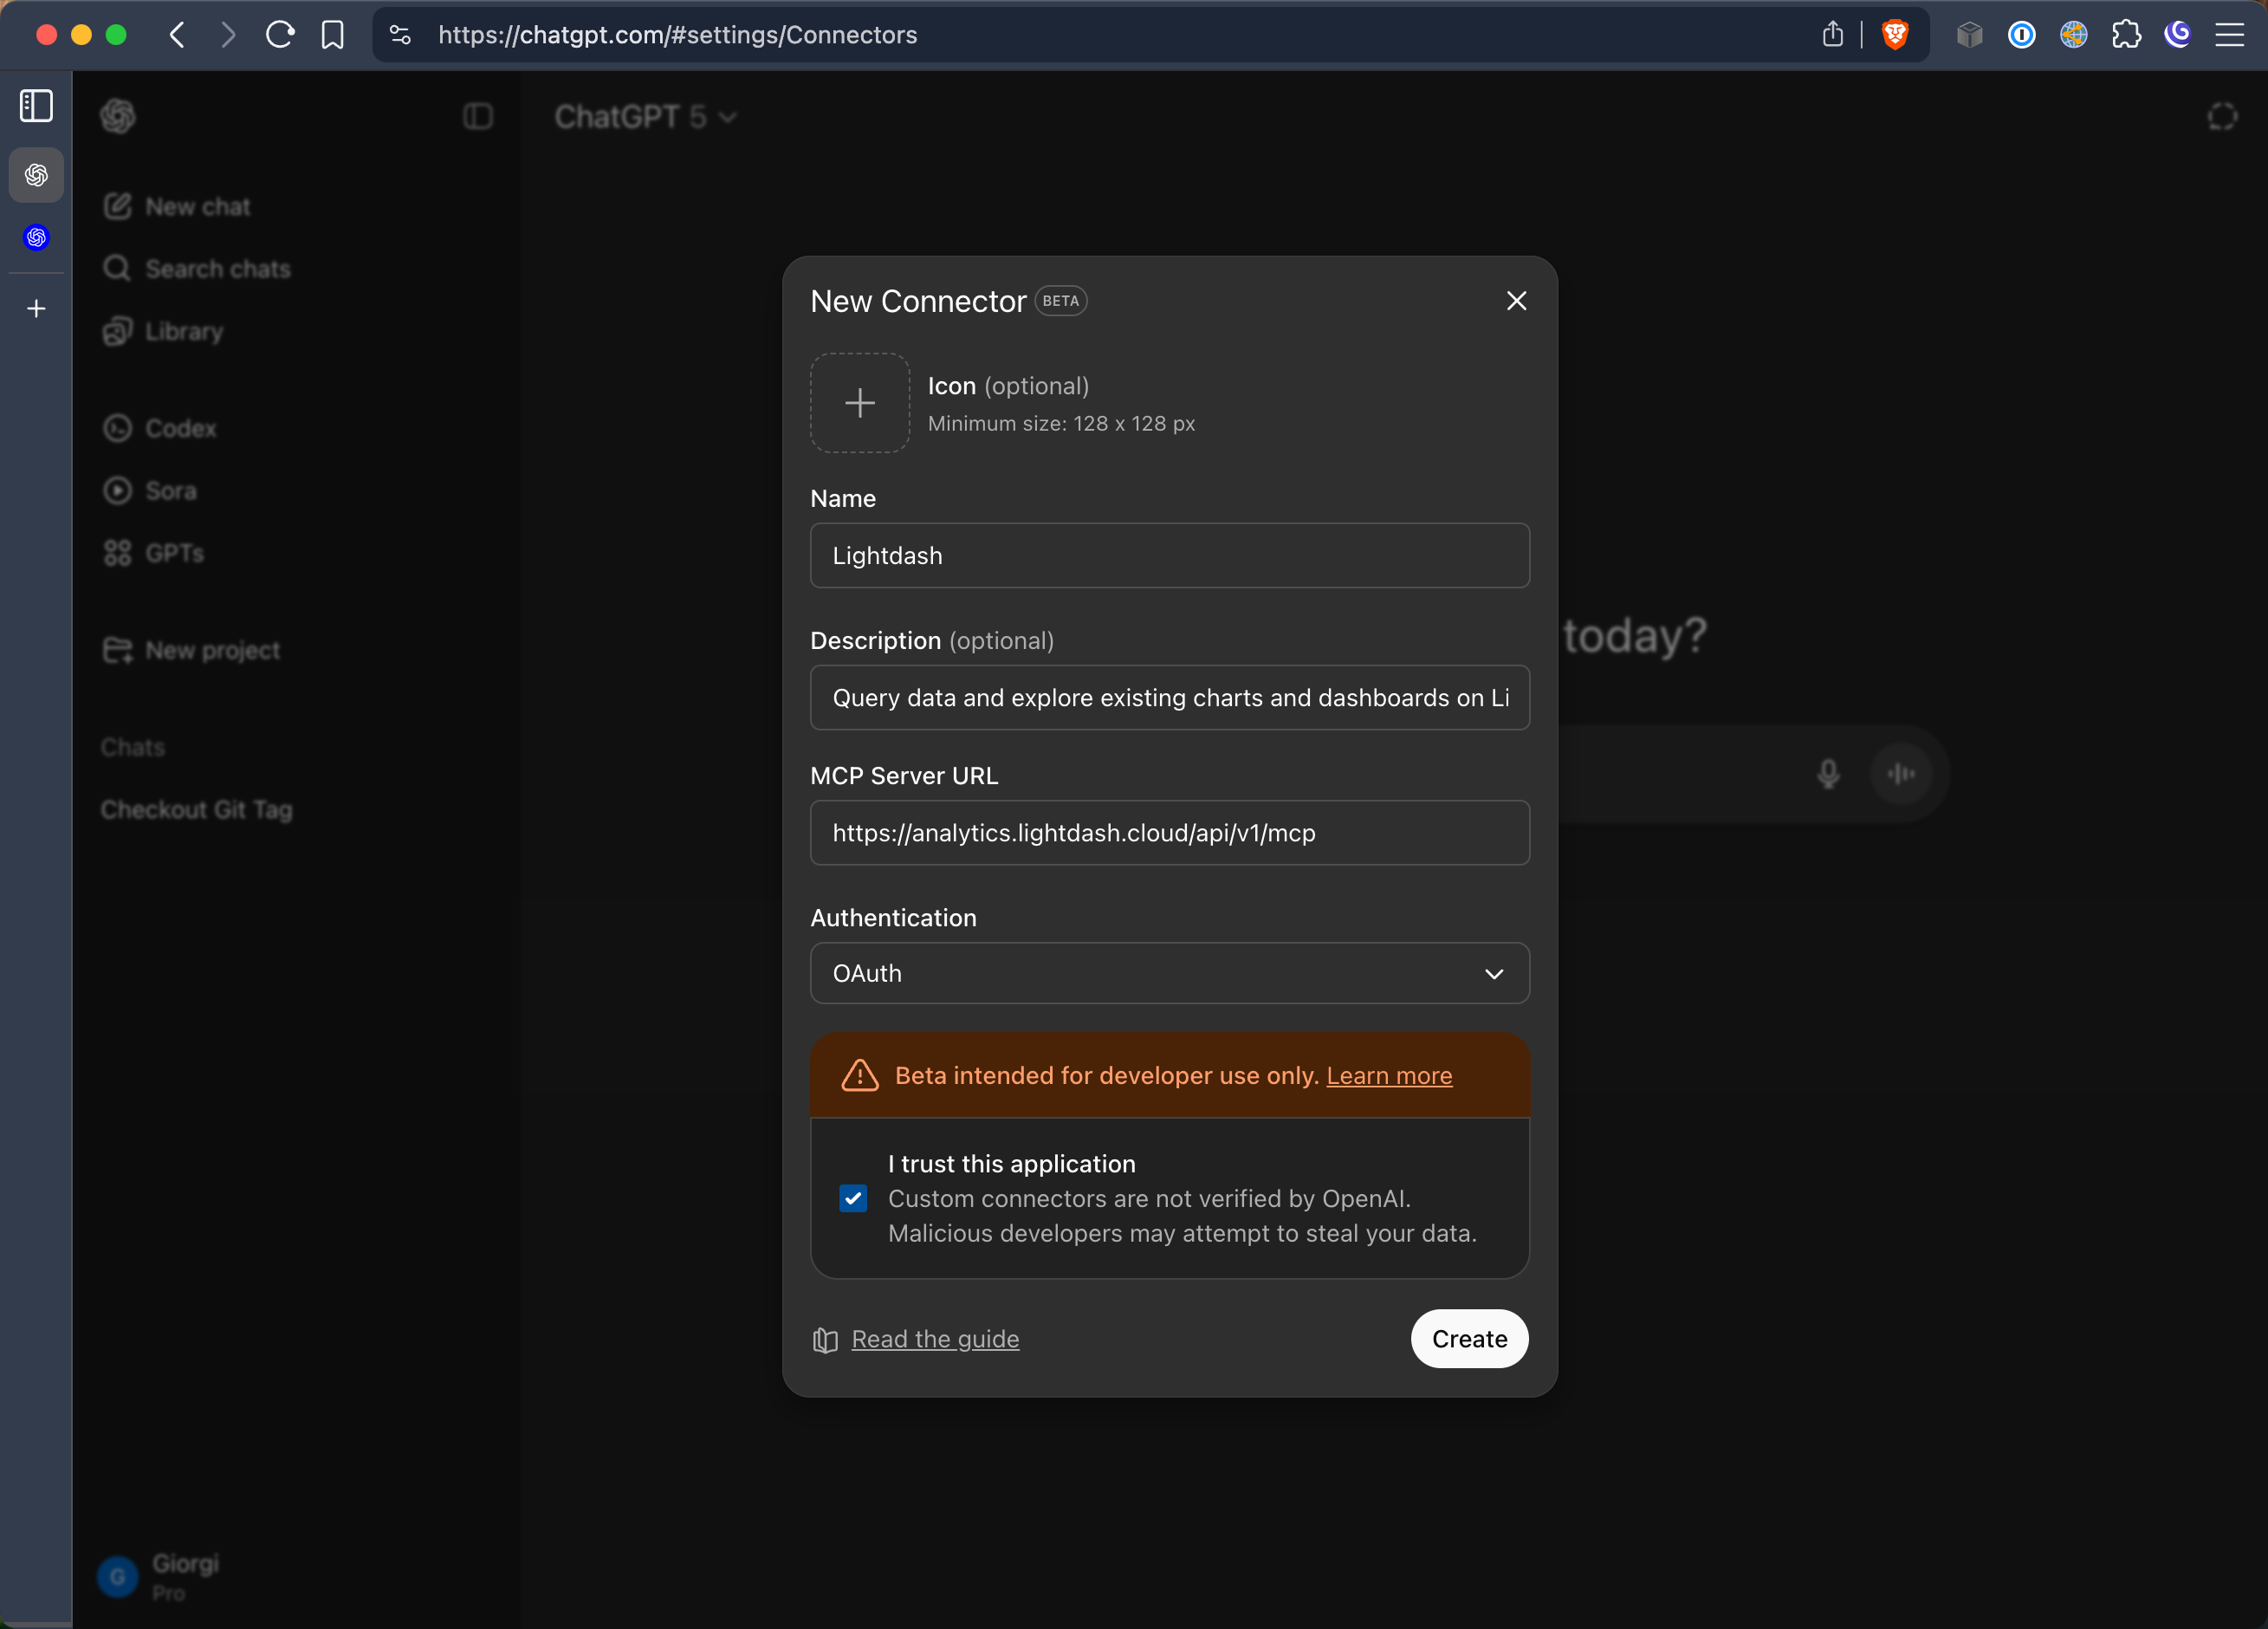 https://chatgpt.com/#settings/Connectors
ChatGPT 5
New chat
Search chats
Library
Codex
Sora
GPTs
New project
Chats
Checkout Git Tag
G
Giorgi
Pro
today?
New Connector BETA
Icon (optional)
Minimum size: 128 x 128 px
Name
Lightdash
Description (optional)
Query data and explore existing charts and dashboards on Li
MCP Server URL
https://analytics.lightdash.cloud/api/v1/mcp
Authentication
OAuth
Beta intended for developer use only. Learn more
I trust this application
Custom connectors are not verified by OpenAI.
Malicious developers may attempt to steal your data.
Read the guide
Create